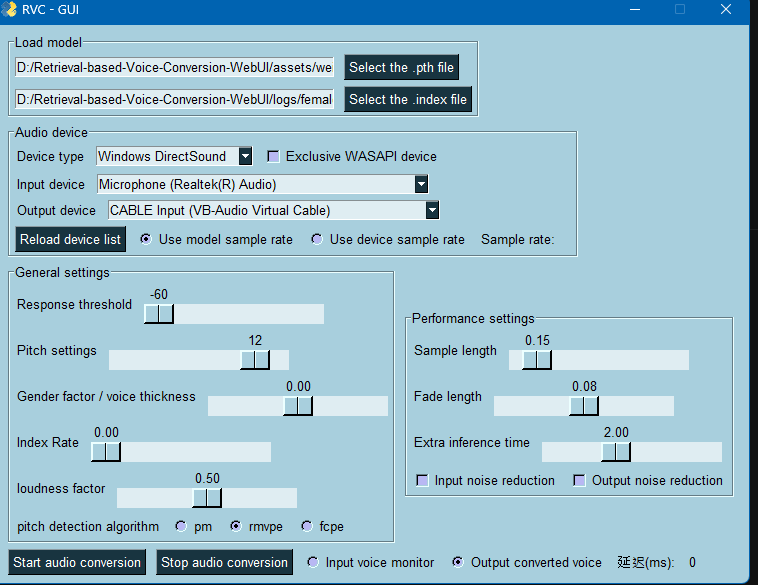 RVC - GUI
Load model
D:/Retrieval-based-Voice-Conversion-WebUI/assets/we
Select the .pth file
D:/Retrieval-based-Voice-Conversion-WebUI/logs/femal
Select the .index file
Audio device
Device type Windows DirectSound Exclusive WASAPI device
Input device Microphone (Realtek(R) Audio)
Output device CABLE Input (VB-Audio Virtual Cable)
Reload device list Use model sample rate Use device sample rate Sample rate:
General settings
-60
Response threshold
12
Pitch settings
0.00
Gender factor / voice thickness
0.00
Index Rate
0.50
loudness factor
pitch detection algorithm pm rmvpe fcpe
Performance settings
0.15
Sample length
0.08
Fade length
2.00
Extra inference time
Input noise reduction Output noise reduction
Start audio conversion Stop audio conversion Input voice monitor Output converted voice 延迟(ms): 0